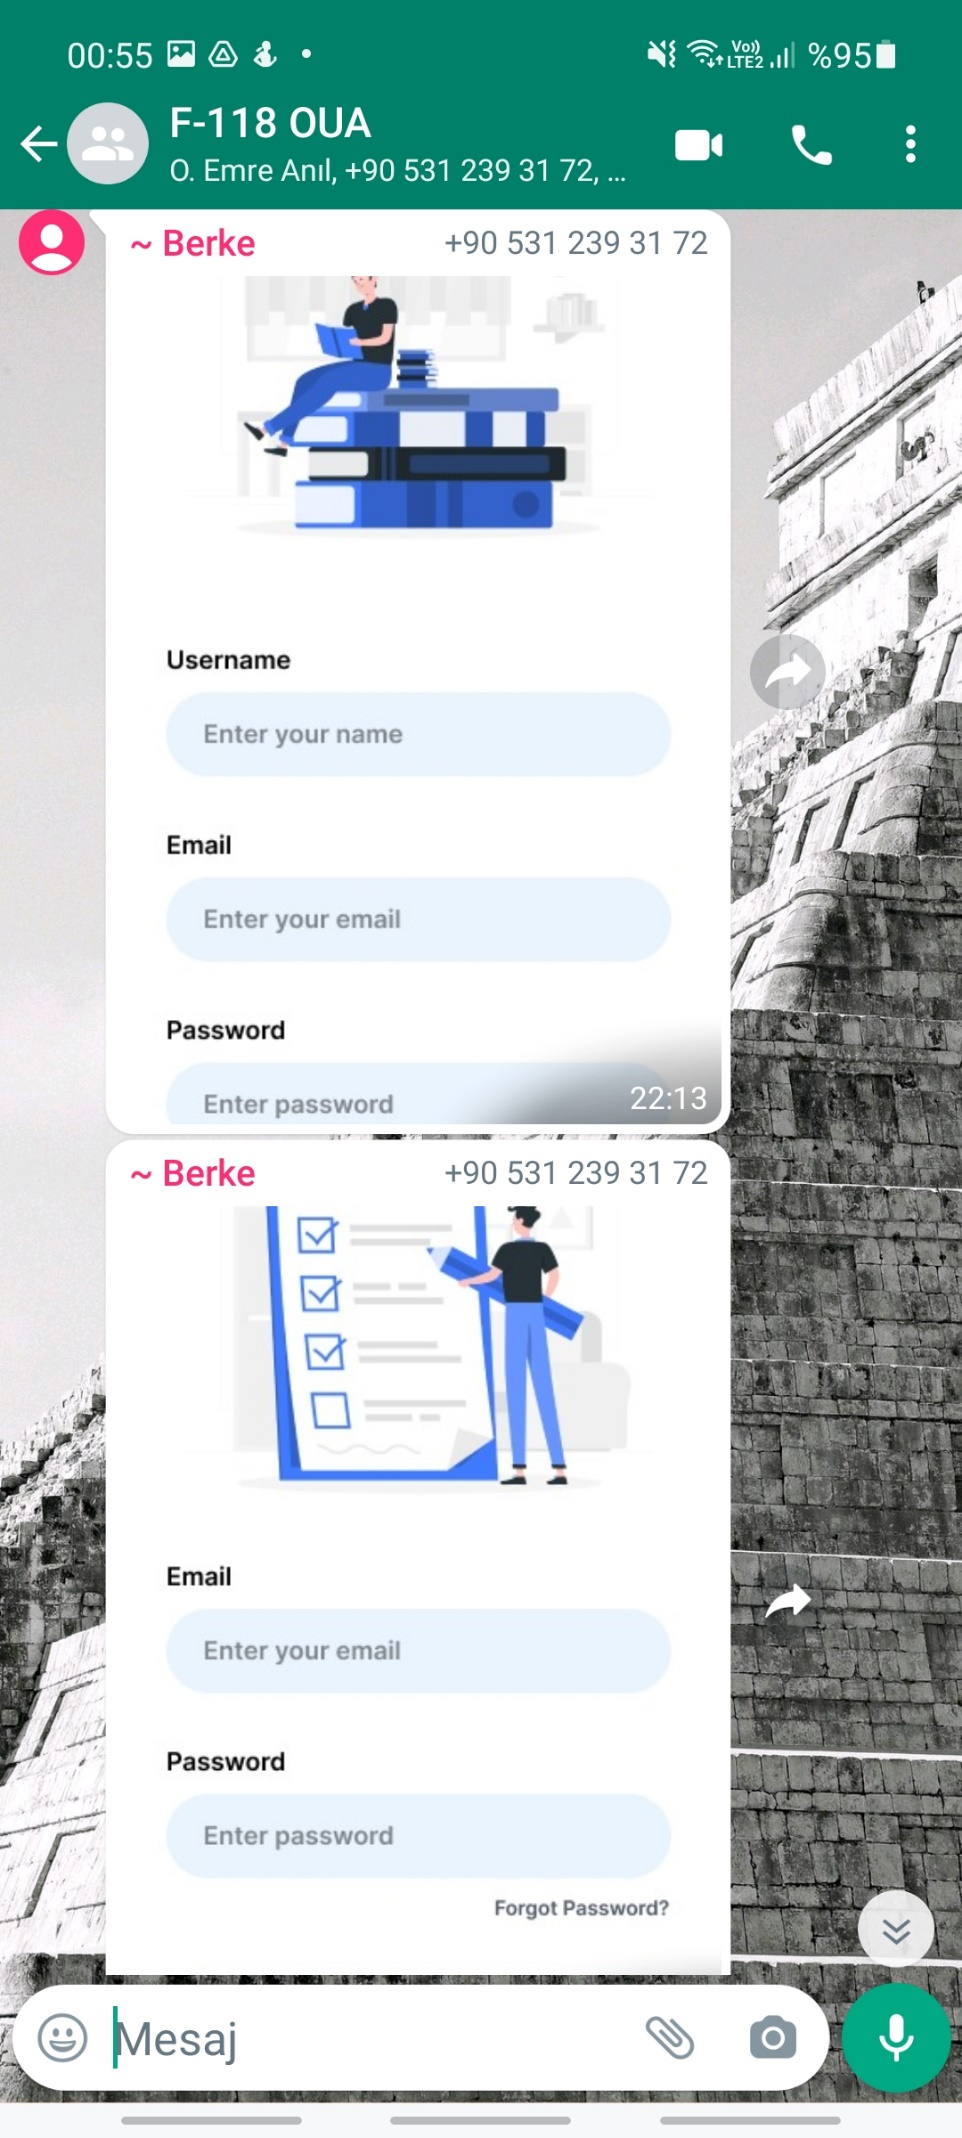 00:55
Vo)) LTE2 %95
F-118 OUA
O. Emre Anıl, +90 531 239 31 72, ...
~ Berke +90 531 239 31 72
Username
Enter your name
Email
Enter your email
Password
Enter password
22:13
~ Berke +90 531 239 31 72
Email
Enter your email
Password
Enter password
Forgot Password?
Mesaj